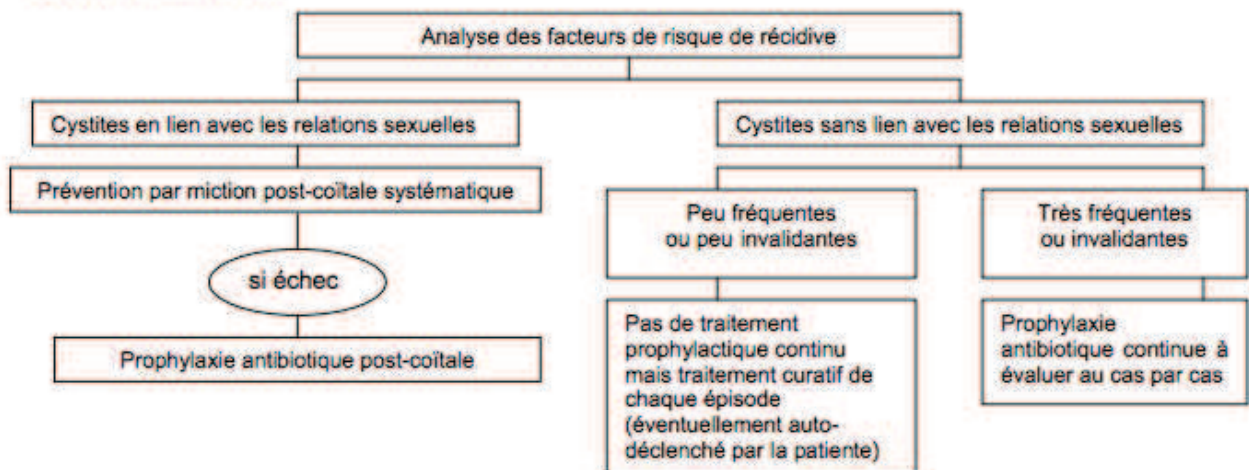 Analyse des facteurs de risque de récidive
Cystites en lien avec les relations sexuelles
Prévention par miction post-coïtale systématique
si échec
Prophylaxie antibiotique post-coïtale
Cystites sans lien avec les relations sexuelles
Peu fréquentes
ou peu invalidantes
Pas de traitement
prophylactique continu
mais traitement curatif de
chaque épisode
(éventuellement auto-
déclenché par la patiente)
Très fréquentes
ou invalidantes
Prophylaxie
antibiotique continue à
évaluer au cas par cas